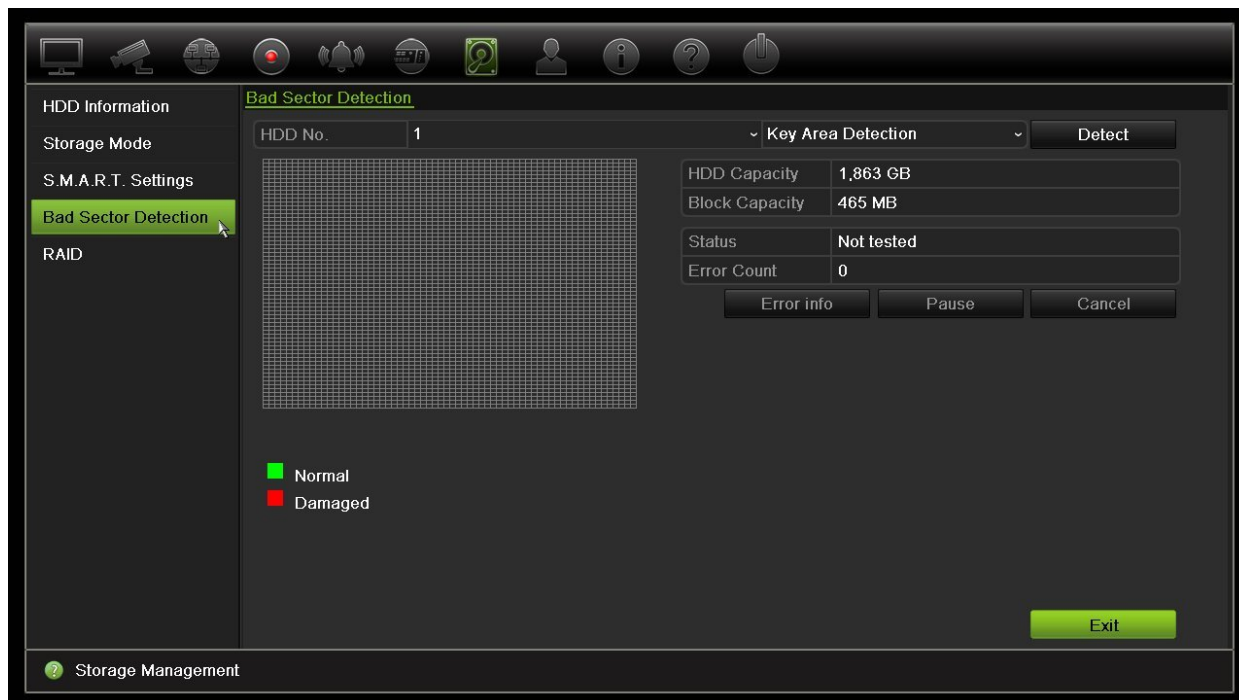 HDD Information
Storage Mode
S.M.A.R.T. Settings
Bad Sector Detection
RAID
Bad Sector Detection
HDD No. 1 Key Area Detection Detect
HDD Capacity 1,863 GB
Block Capacity 465 MB
Status Not tested
Error Count 0
Error info Pause Cancel
Normal
Damaged
Exit
? Storage Management